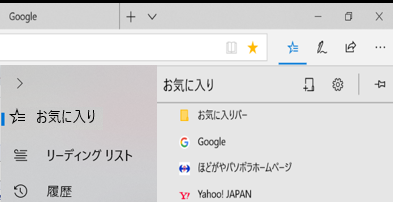 Google
お気に入り
お気に入り
お気に入りバー
Google
リーディング リスト
ほどがやパソボラホームページ
履歴
Yahoo! JAPAN